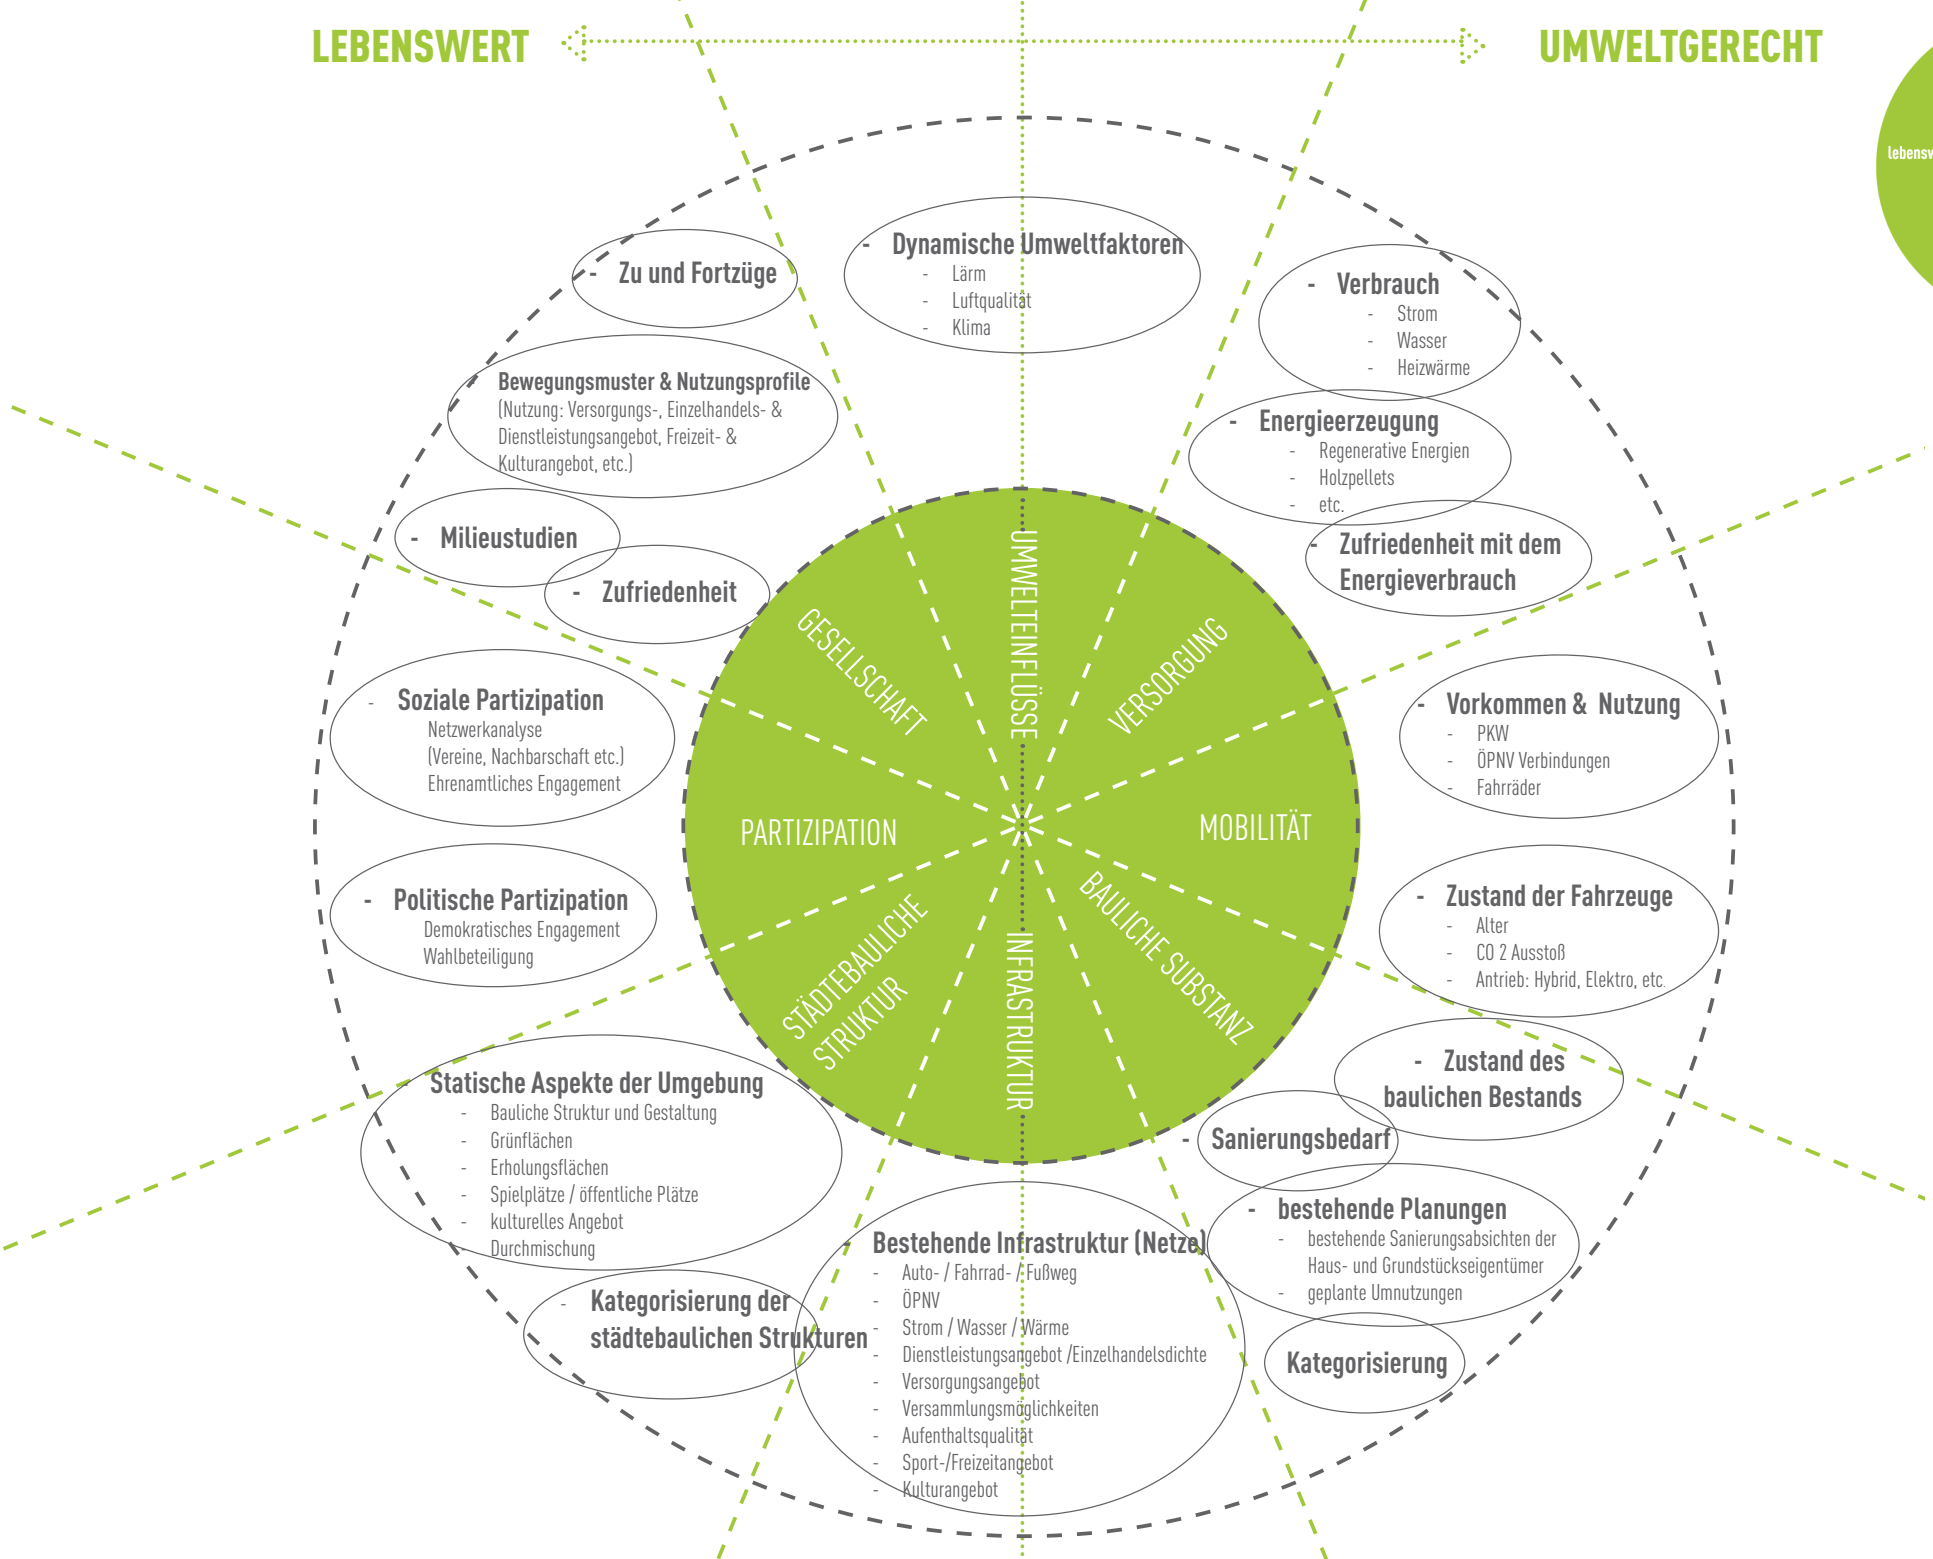 LEBENSWERT
UMWELTGERECHT
- Dynamische Umweltfaktoren
- Lärm
- Luftqualität
- Klima
- Zu und Fortzüge
Bewegungsmuster & Nutzungsprofile
(Nutzung: Versorgungs-, Einzelhandels- &
Dienstleistungsangebot, Freizeit- &
Kulturangebot, etc.)
- Milieustudien
- Zufriedenheit
- Verbrauch
- Strom
- Wasser
- Heizwärme
- Energieerzeugung
- Regenerative Energien
- Holzpellets
- etc.
- Zufriedenheit mit dem
Energieverbrauch
GESELLSCHAFT
UMWELTEINFLÜSSE
VERSORGUNG
PARTIZIPATION
MOBILITÄT
STÄDTEBAULICHE
STRUKTUR
INFRASTRUKTUR
BAULICHE SUBSTANZ
- Soziale Partizipation
Netzwerkanalyse
(Vereine, Nachbarschaft etc.)
Ehrenamtliches Engagement
- Politische Partizipation
Demokratisches Engagement
Wahlbeteiligung
- Vorkommen & Nutzung
- PKW
- ÖPNV Verbindungen
- Fahrräder
- Zustand der Fahrzeuge
- Alter
- CO 2 Ausstoß
- Antrieb: Hybrid, Elektro, etc.
- Statische Aspekte der Umgebung
- Bauliche Struktur und Gestaltung
- Grünflächen
- Erholungsflächen
- Spielplätze / öffentliche Plätze
- kulturelles Angebot
- Durchmischung
- Kategorisierung der
städtebaulichen Strukturen
- Bestehende Infrastruktur (Netze)
- Auto- / Fahrrad- / Fußweg
- ÖPNV
- Strom / Wasser / Wärme
- Dienstleistungsangebot /Einzelhandelsdichte
- Versorgungsangebot
- Versammlungsmöglichkeiten
- Aufenthaltsqualität
- Sport-/Freizeitangebot
- Kulturangebot
- Zustand des
baulichen Bestands
- Sanierungsbedarf
- bestehende Planungen
- bestehende Sanierungsabsichten der
Haus- und Grundstückseigentümer
- geplante Umnutzungen
Kategorisierung